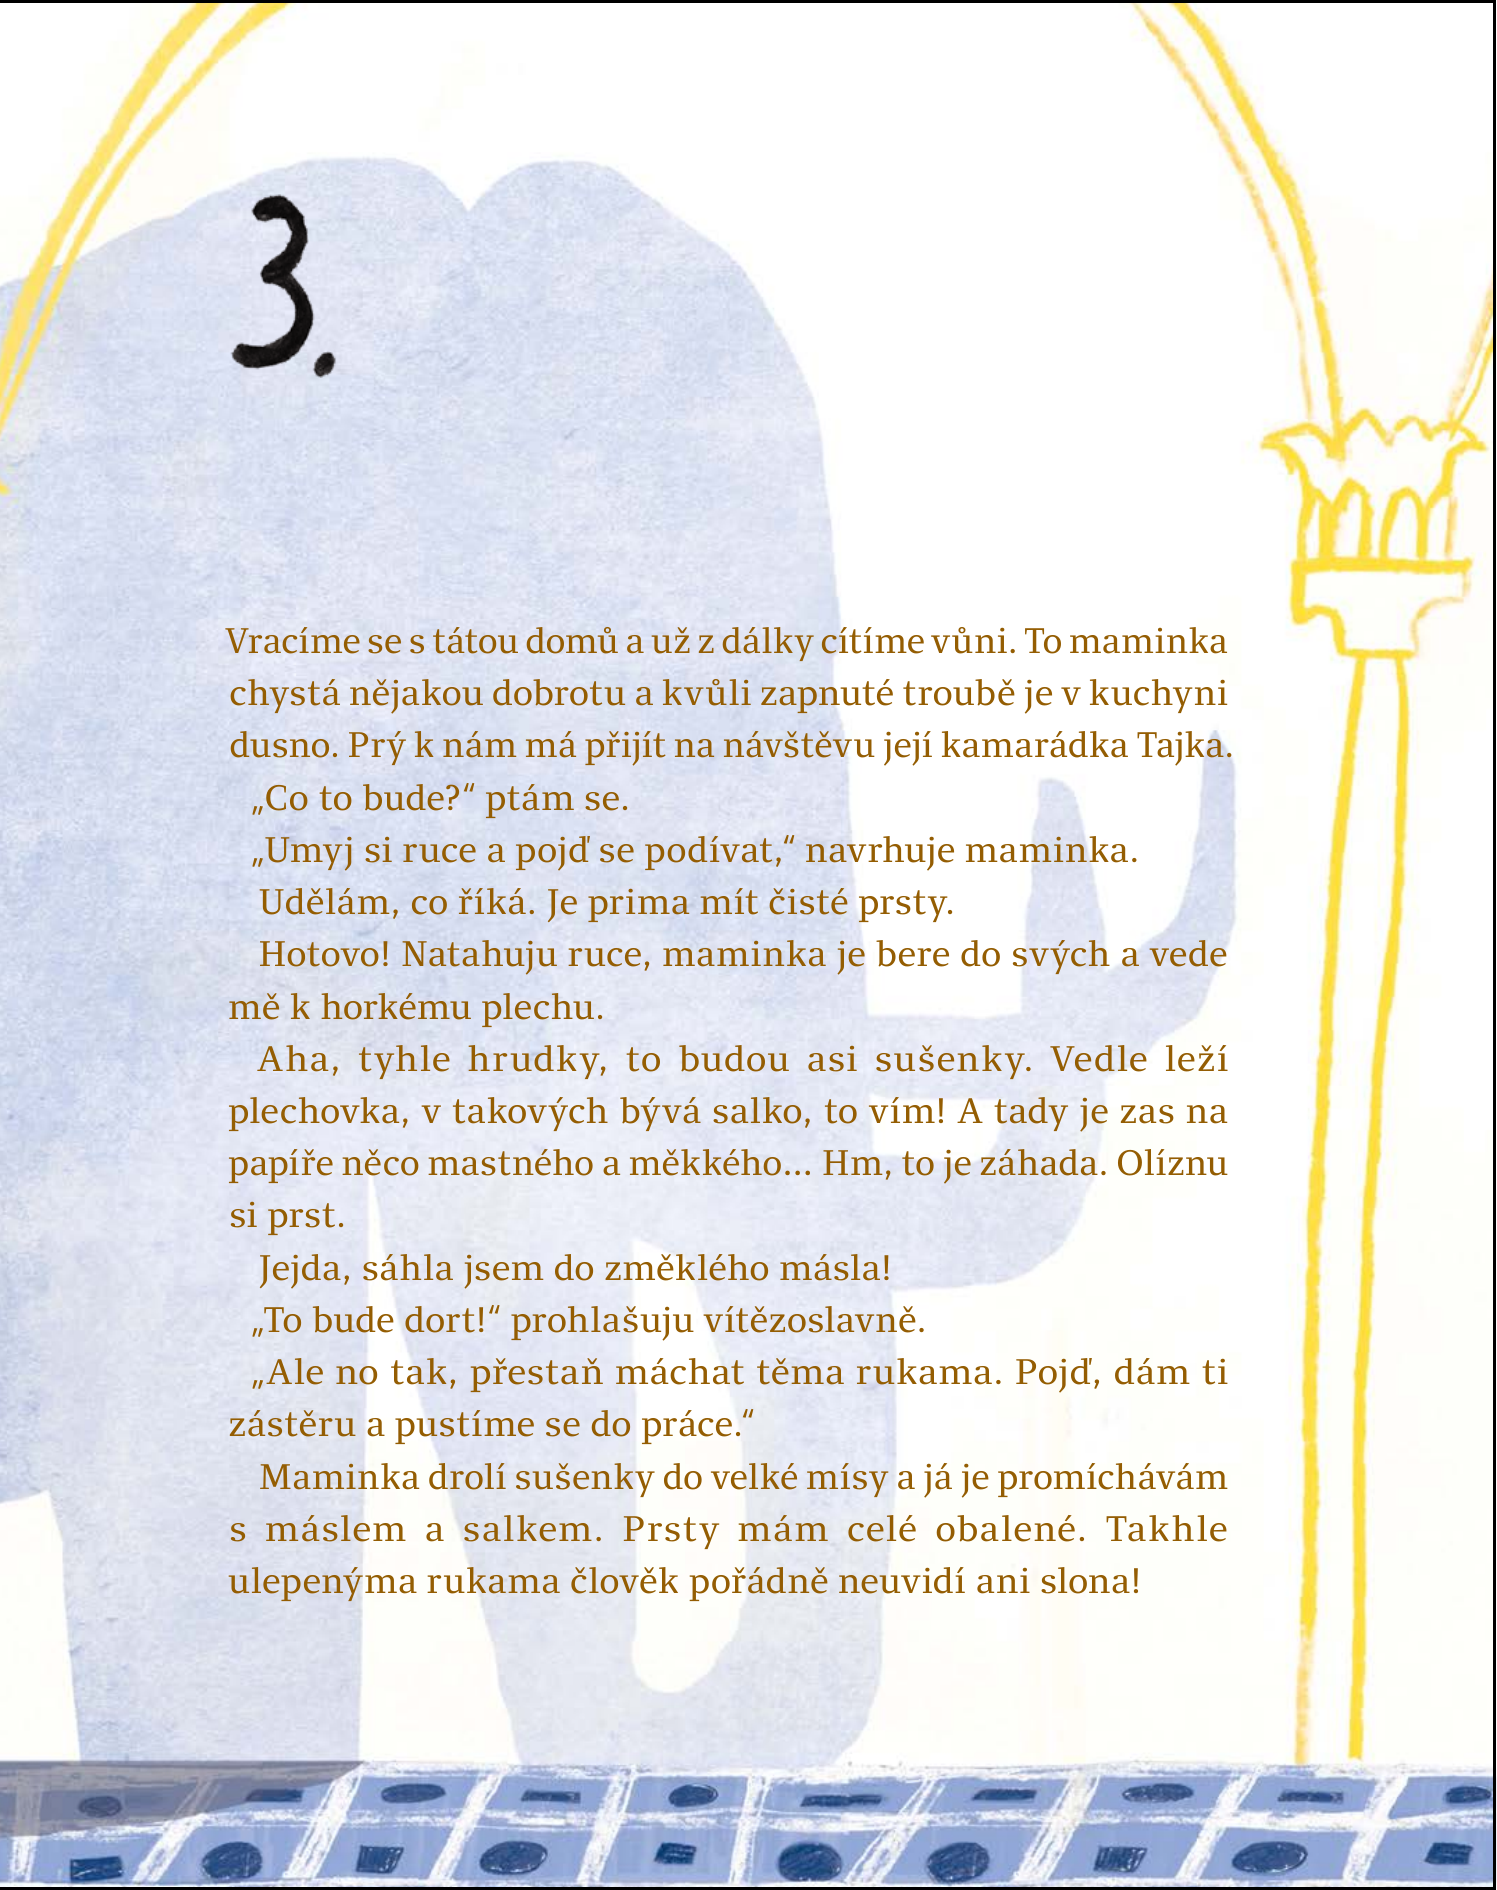 3.
Vracíme se s tátou domů a už z dálky cítíme vůni. To maminka
chystá nějakou dobrotu a kvůli zapnuté troubě je v kuchyni
dusno. Prý k nám má přijít na návštěvu její kamarádka Tajka.
„Co to bude?“ ptám se.
„Umyj si ruce a pojď se podívat,“ navrhuje maminka.
Udělám, co říká. Je prima mít čisté prsty.
Hotovo! Natahuju ruce, maminka je bere do svých a vede
mě k horkému plechu.
Aha, tyhle hrudky, to budou asi sušenky. Vedle leží
plechovka, v takových bývá salko, to vím! A tady je zas na
papíře něco mastného a měkkého… Hm, to je záhada. Olíznu
si prst.
Jejda, sáhla jsem do změklého másla!
„To bude dort!“ prohlašuju vítězoslavně.
„Ale no tak, přestaň máchat těma rukama. Pojď, dám ti
zástěru a pustíme se do práce.“
Maminka drolí sušenky do velké mísy a já je promíchávám
s máslem a salkem. Prsty mám celé obalené. Takhle
ulepenýma rukama člověk pořádně neuvidí ani slona!